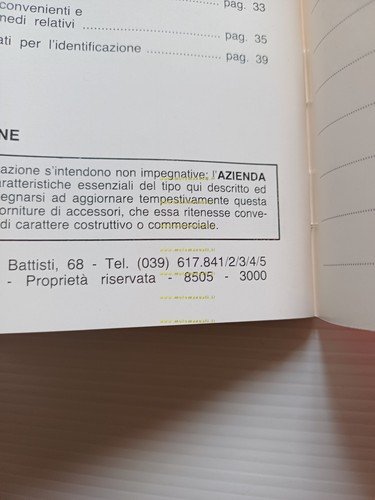 pag. 33
convenienti e
nedi relativi ........................ pag. 35
ati per l'identificazione ............ pag. 39
NE
azione s'intendono non impegnative; l'AZIENDA
aratteristiche essenziali del tipo qui descritto ed
egnarsi ad aggiornare tempestivamente questa
orniture di accessori, che essa ritenesse conve-
di carattere costruttivo o commerciale.
Battisti, 68 - Tel. (039) 617.841/2/3/4/5
- Proprietà riservata - 8505 - 3000